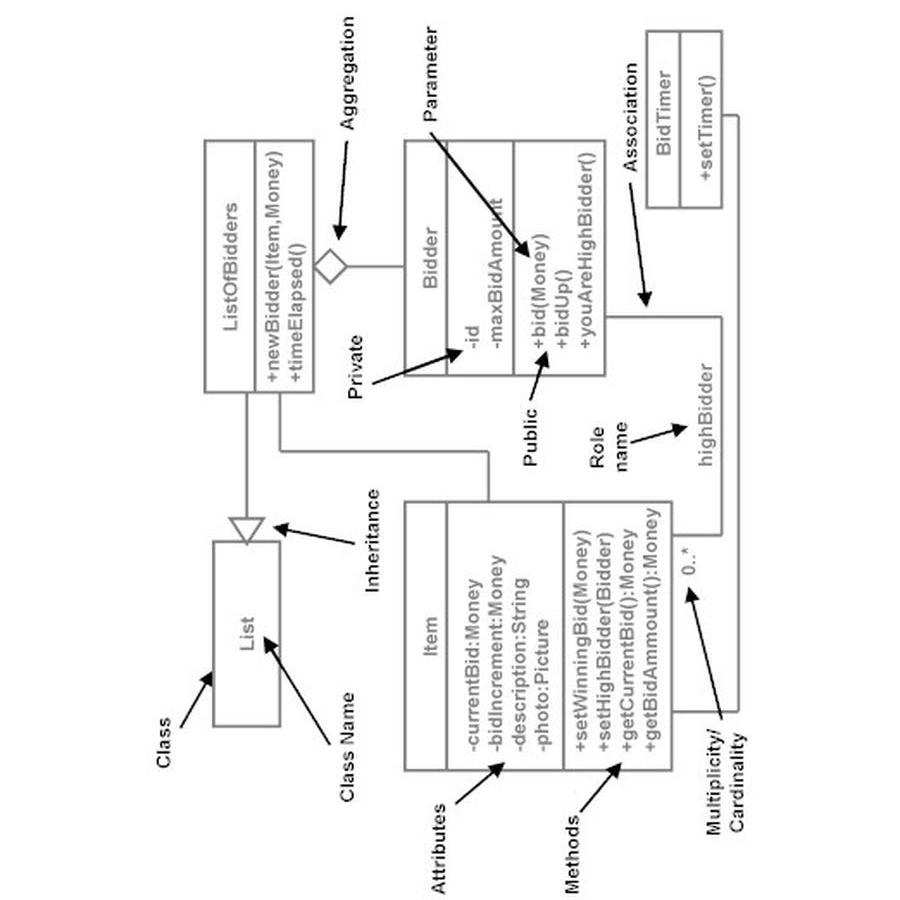 Class
Class Name
List
Inheritance
ListOfBidders
+newBidder(Item,Money)
+timeElapsed()
Aggregation
Attributes
Methods
Item
-currentBid:Money
-bidIncrement:Money
-description:String
-photo:Picture
+setWinningBid(Money)
+setHighBidder(Bidder)
+getCurrentBid():Money
+getBidAmmount():Money
Private
Public
Bidder
-id
-maxBidAmount
+bid(Money)
+bidUp()
+youAreHighBidder()
Parameter
Role
name
Association
Multiplicity/
Cardinality
0..*
highBidder
BidTimer
+setTimer()